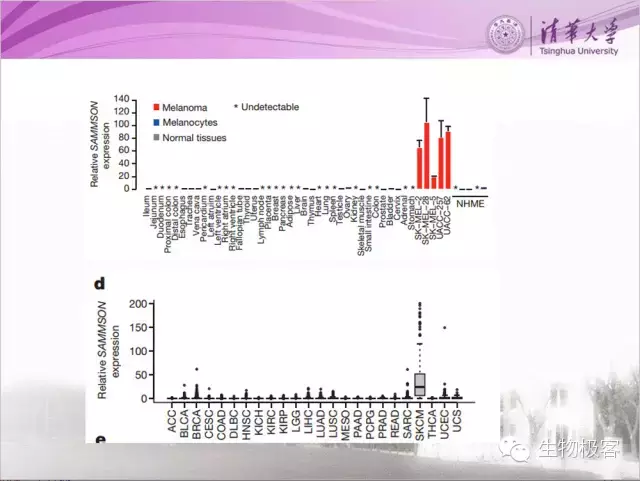 清華大学
Tsinghua University
Relative SAMMSON expression
140
120
100
80
60
40
20
0
Melanoma
* Undetectable
Melanocytes
Normal tissues
Ileum
Jejunum
Duodenum
Proximal colon
Distal colon
Esophagus
Trachea
Vena cava
Pericardium
Left atrium
Left ventricle
Right atrium
Right ventricle
Fallopian tube
Thyroid
Uterus
Lymph node
Placenta
Breast
Pancreas
Adipose
Liver
Brain
Thymus
Heart
Lung
Spleen
Testicle
Ovary
Kidney
Skeletal muscle
Small intestine
Colon
Prostate
Bladder
Cervix
Adrenal
Stomach
SK-MEL-2
SK-MEL-28
SK-MEL-5
UACC-257
UACC-62
NHME
d
Relative SAMMSON expression
200
150
100
50
0
ACC
BLCA
BRCA
CESC
COAD
DLBC
HNSC
KICH
KIRC
KIRP
LGG
LIHC
LUAD
LUSC
MESO
PAAD
PCPG
PRAD
READ
SARC
SKCM
THCA
UCEC
UCS
e
生物极客